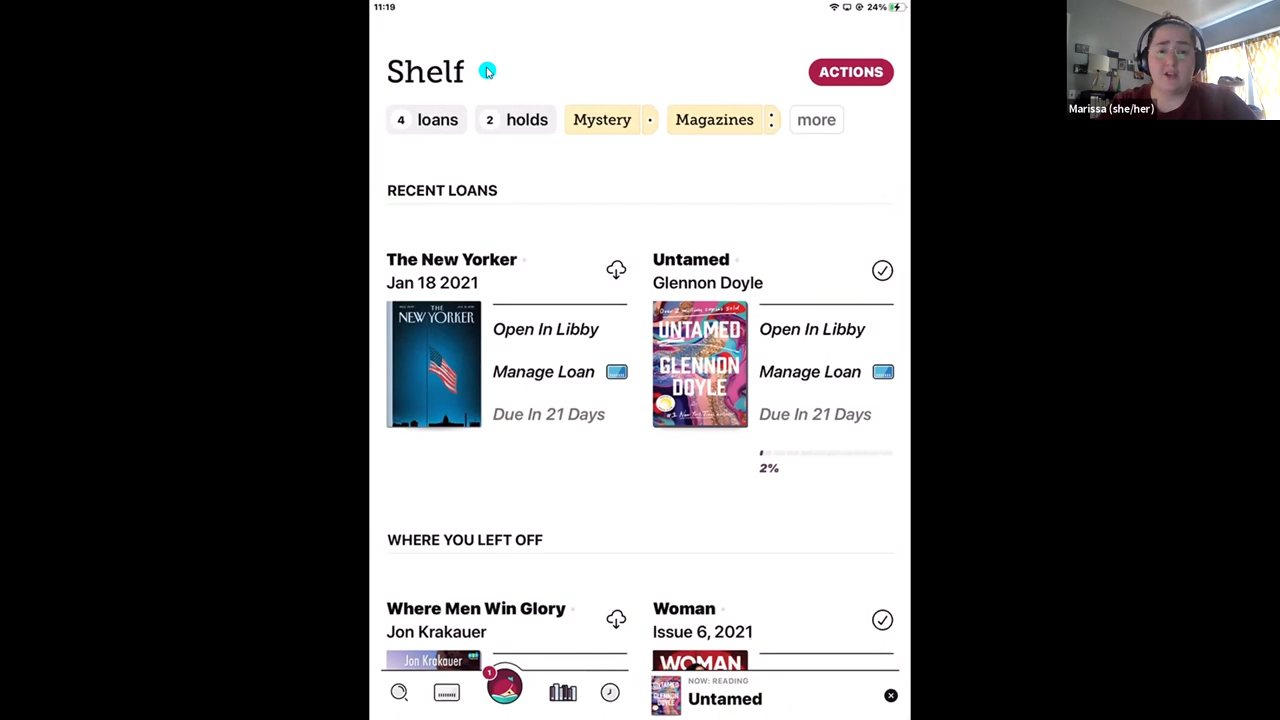 11:19
24%
Shelf
ACTIONS
4 loans
2 holds
Mystery
Magazines
more
RECENT LOANS
The New Yorker
Jan 18 2021
THE
NEW YORKER
Open In Libby
Manage Loan
Due In 21 Days
Untamed
Glennon Doyle
UNTAMED
GLENNON
DOYLE
Open In Libby
Manage Loan
Due In 21 Days
2%
WHERE YOU LEFT OFF
Where Men Win Glory
Jon Krakauer
Jon Krakauer
Woman
Issue 6, 2021
WOMAN
1
NOW: READING
Untamed
UNTAMED
Marissa (she/her)